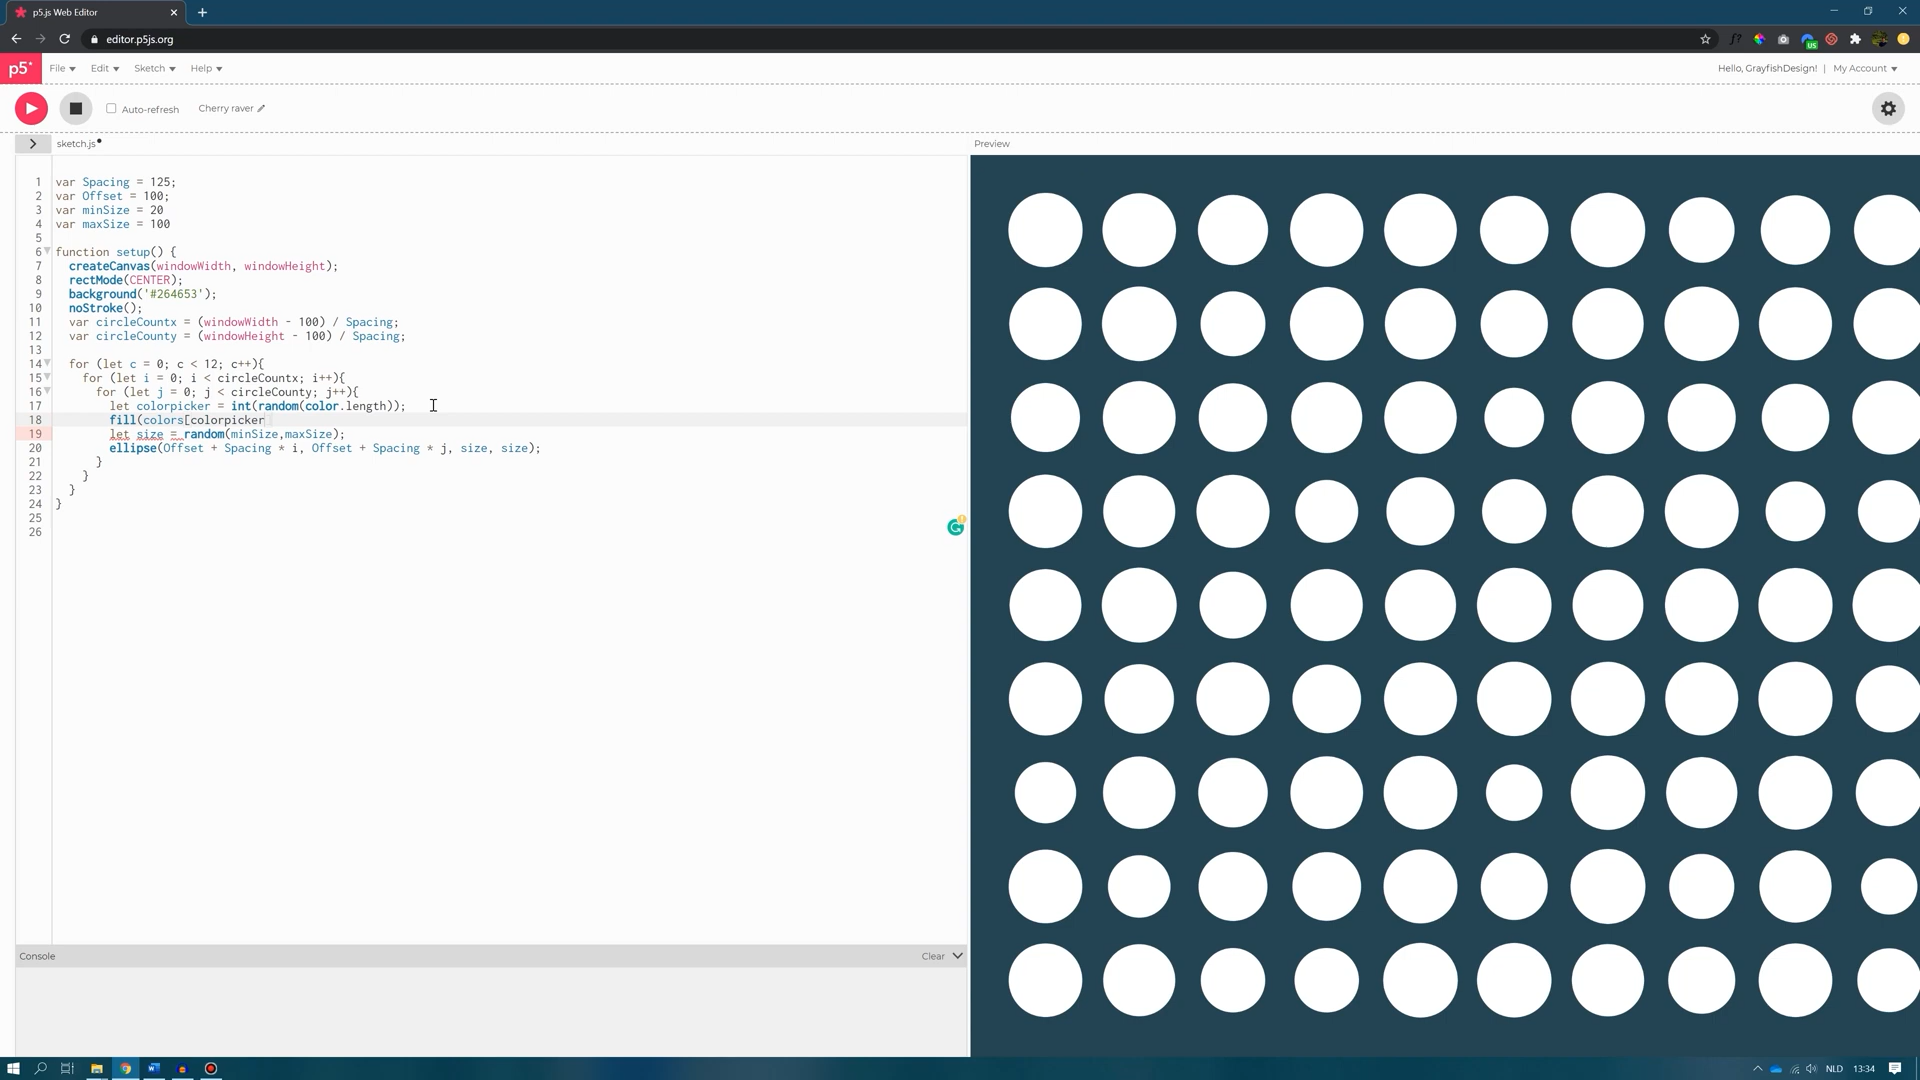 p5.js Web Editor
editor.p5js.org
US
p5*
File
Edit
Sketch
Help
Hello, GrayfishDesign! | My Account
Auto-refresh
Cherry raver
sketch.js
Preview
1 var Spacing = 125;
2 var Offset = 100;
3 var minSize = 20
4 var maxSize = 100
5
6 function setup() {
7 createCanvas(windowWidth, windowHeight);
8 rectMode(CENTER);
9 background('#264653');
10 noStroke();
11 var circleCountx = (windowWidth - 100) / Spacing;
12 var circleCounty = (windowHeight - 100) / Spacing;
13
14 for (let c = 0; c < 12; c++){
15 for (let i = 0; i < circleCountx; i++){
16 for (let j = 0; j < circleCounty; j++){
17 let colorpicker = int(random(color.length));
18 fill(colors[colorpicker
19 let size = random(minSize,maxSize);
20 ellipse(Offset + Spacing * i, Offset + Spacing * j, size, size);
21 }
22 }
23 }
24 }
25
26
Console
Clear
NLD
13:34